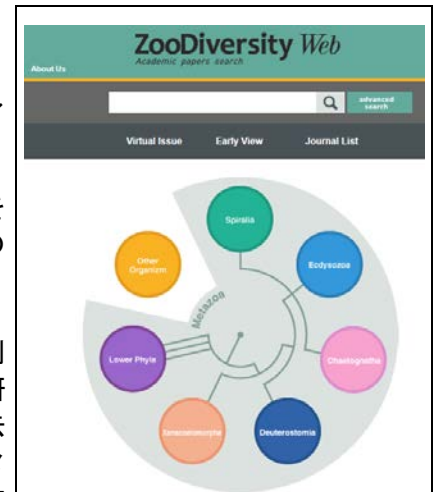 ZooDiversity Web
Academic papers search
About Us
advanced
search
Virtual Issue Early View Journal List
Spiralia
Other
Organizm
Ecdysozoa
Metazoa
Lower Phyla
Chaetognatha
Xenacoelomorpha
Deuterostomia